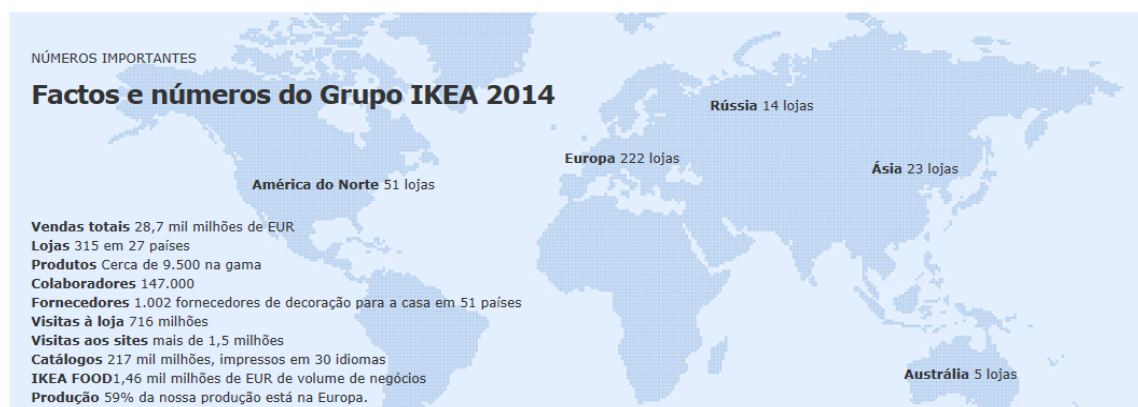 NÚMEROS IMPORTANTES
Factos e números do Grupo IKEA 2014
Rússia 14 lojas
Europa 222 lojas
Ásia 23 lojas
América do Norte 51 lojas
Vendas totais 28,7 mil milhões de EUR
Lojas 315 em 27 países
Produtos Cerca de 9.500 na gama
Colaboradores 147.000
Fornecedores 1.002 fornecedores de decoração para a casa em 51 países
Visitas à loja 716 milhões
Visitas aos sites mais de 1,5 milhões
Catálogos 217 mil milhões, impressos em 30 idiomas
IKEA FOOD1,46 mil milhões de EUR de volume de negócios
Austrália 5 lojas
Produção 59% da nossa produção está na Europa.